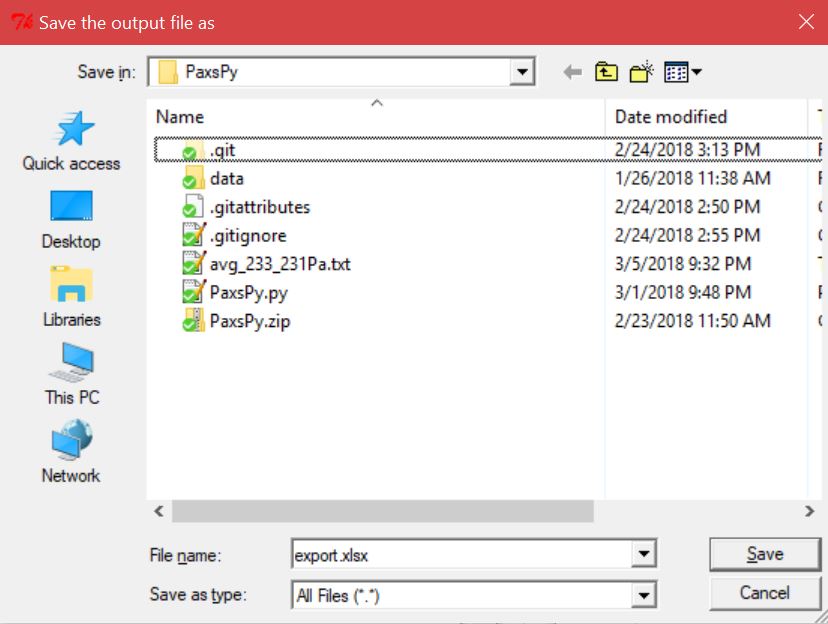 Save the output file as
Save in: PaxsPy
Name Date modified
.git 2/24/2018 3:13 PM
data 1/26/2018 11:38 AM
.gitattributes 2/24/2018 2:50 PM
.gitignore 2/24/2018 2:55 PM
avg_233_231Pa.txt 3/5/2018 9:32 PM
PaxsPy.py 3/1/2018 9:48 PM
PaxsPy.zip 2/23/2018 11:50 AM
Quick access
Desktop
Libraries
This PC
Network
File name: export.xlsx Save
Save as type: All Files (*.*) Cancel